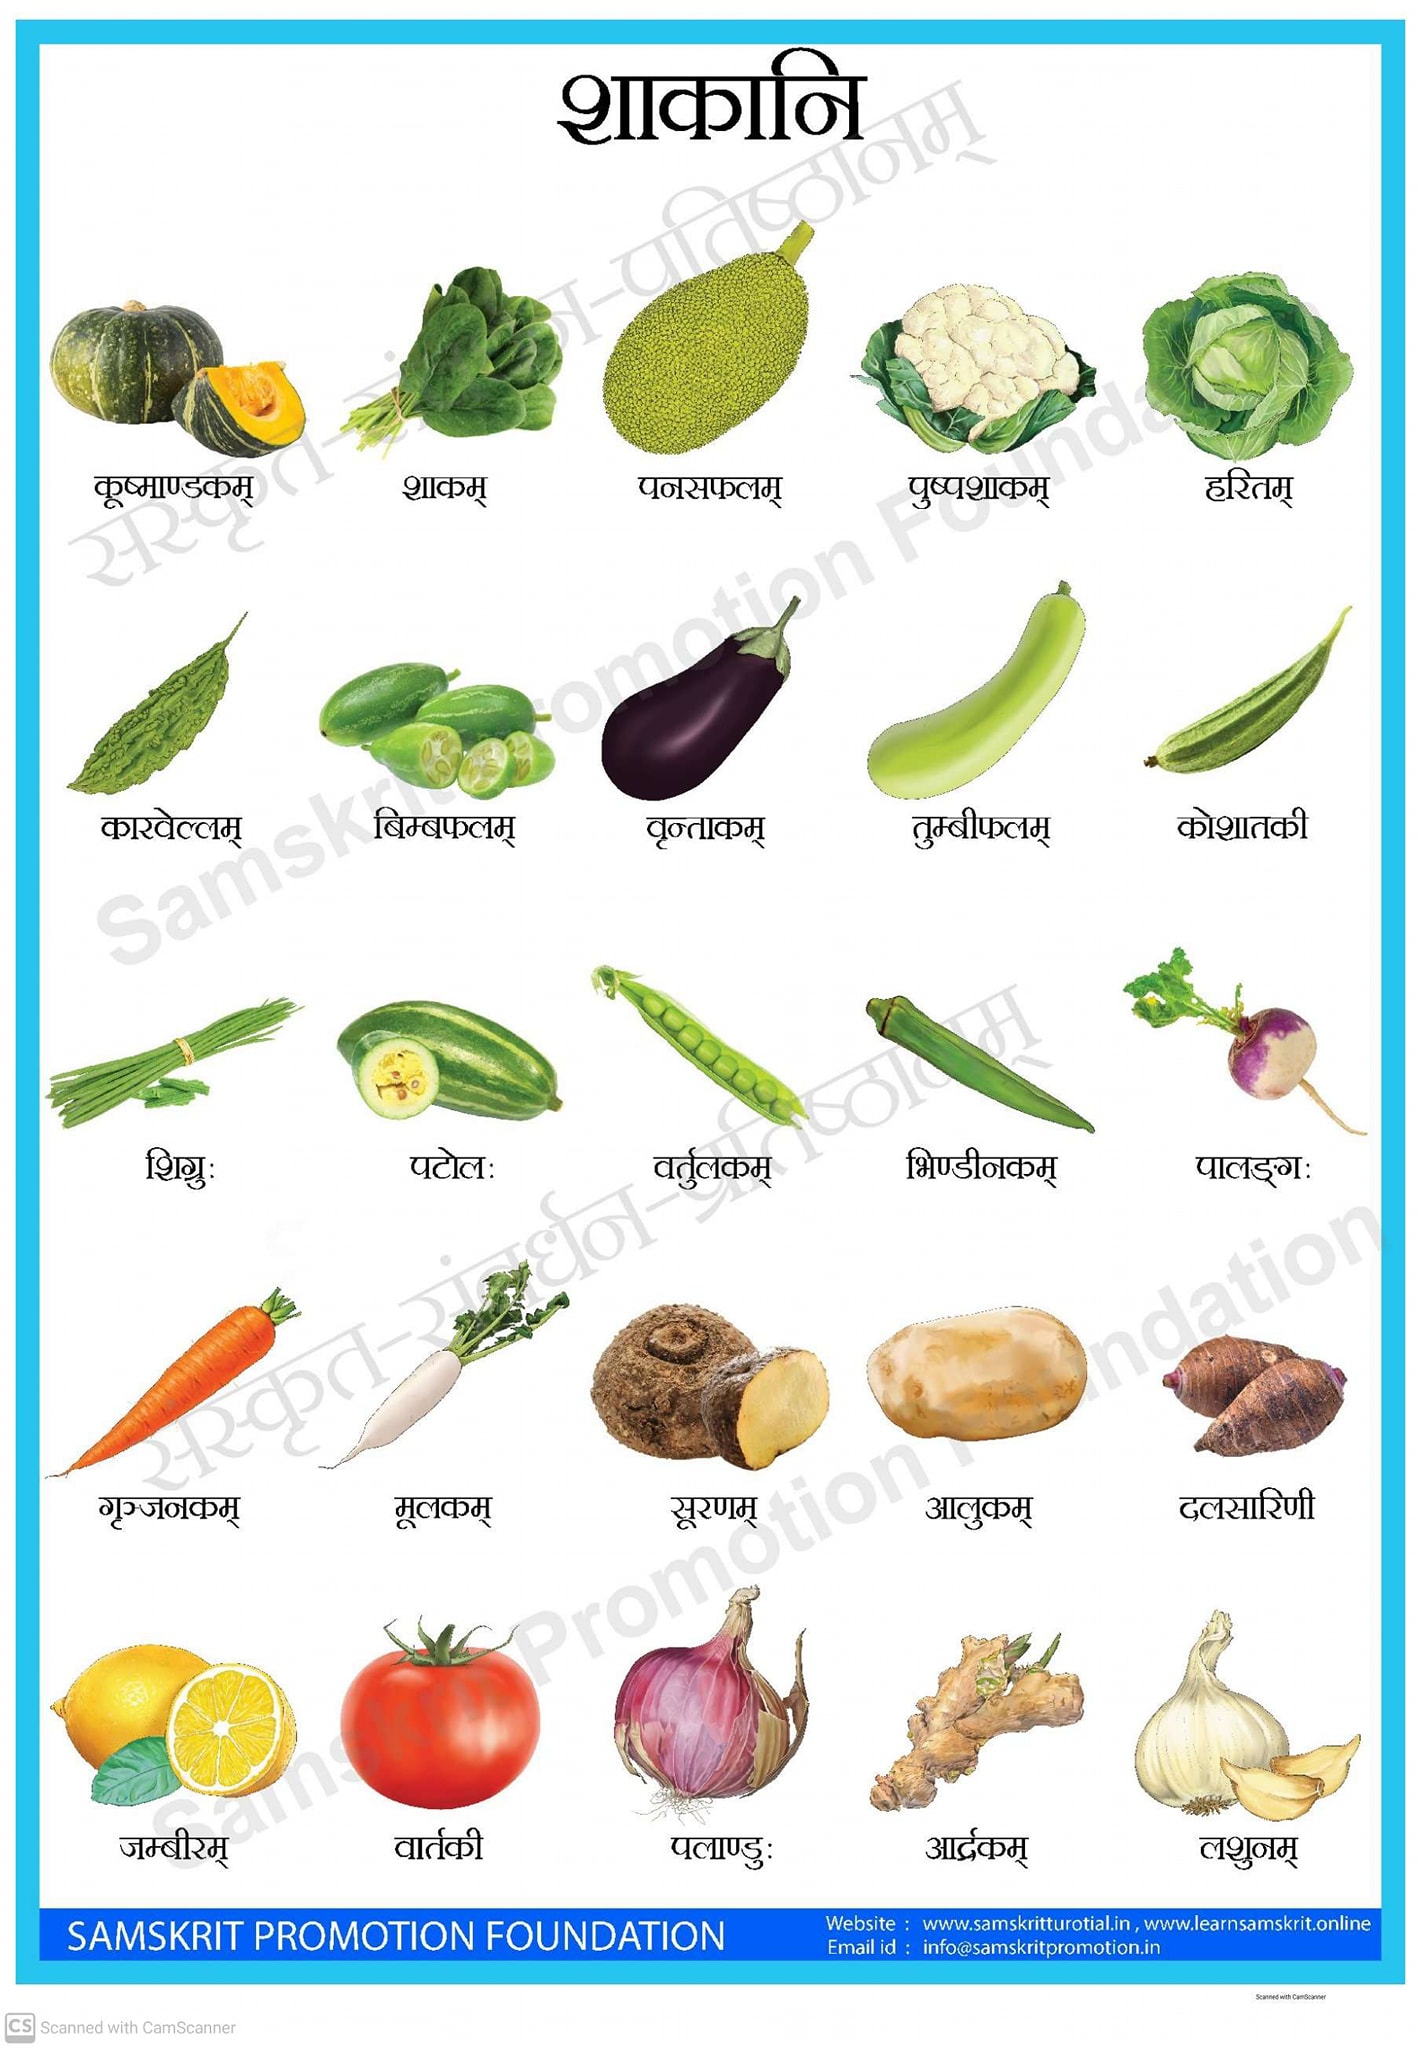 शाकानि
कूष्माण्डकम् शाकम् पनसफलम् पुष्पशाकम् हरितम्
कारवेल्लम् बिम्बफलम् वृन्ताकम् तुम्बीफलम् कोशातकी
शिग्रुः पटोलः वर्तुलकम् भिण्डीनकम् पालङ्गः
गृञ्जनकम् मूलकम् सूरणम् आलुकम् दलसारिणी
जम्बीरम् वार्तकी पलाण्डुः आर्द्रकम् लशुनम्
संस्कृत-संवर्धन-प्रतिष्ठानम्
Samskrit Promotion Foundation
संस्कृत-संवर्धन-प्रतिष्ठानम्
Samskrit Promotion Foundation
SAMSKRIT PROMOTION FOUNDATION
Website : www.samskritturotial.in , www.learnsamskrit.online
Email id : info@samskritpromotion.in
Scanned with CamScanner
CS Scanned with CamScanner